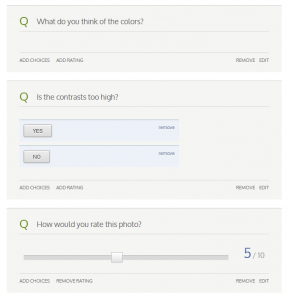 Q What do you think of the colors?
ADD CHOICES ADD RATING REMOVE EDIT
Q Is the contrasts too high?
YES remove
NO remove
ADD CHOICES ADD RATING REMOVE EDIT
Q How would you rate this photo?
5 / 10
ADD CHOICES REMOVE RATING REMOVE EDIT